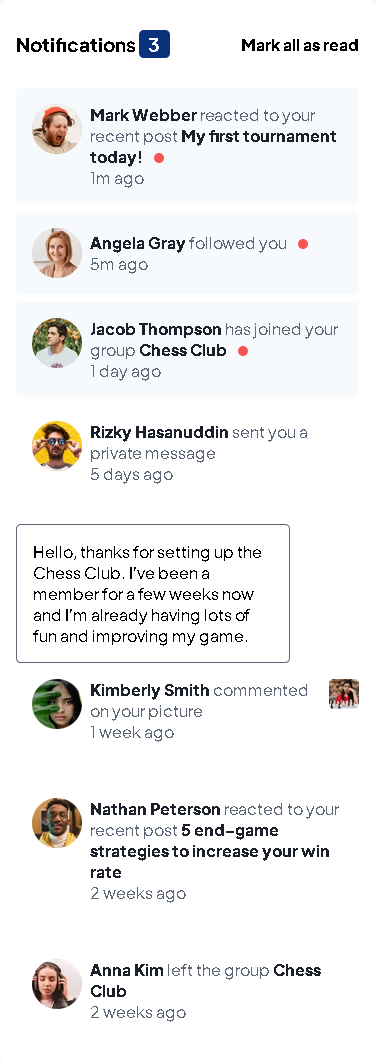 Notifications 3 Mark all as read
Mark Webber reacted to your
recent post My first tournament
today!
1m ago
Angela Gray followed you
5m ago
Jacob Thompson has joined your
group Chess Club
1 day ago
Rizky Hasanuddin sent you a
private message
5 days ago
Hello, thanks for setting up the
Chess Club. I've been a
member for a few weeks now
and I'm already having lots of
fun and improving my game.
Kimberly Smith commented
on your picture
1 week ago
Nathan Peterson reacted to your
recent post 5 end-game
strategies to increase your win
rate
2 weeks ago
Anna Kim left the group Chess
Club
2 weeks ago